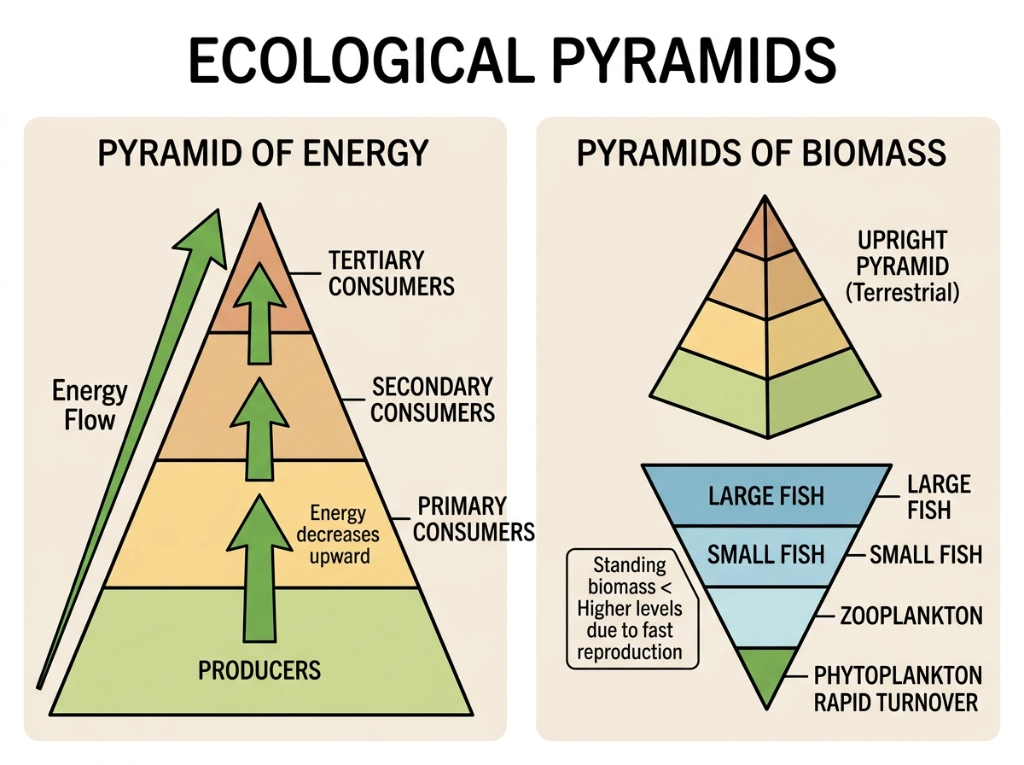 ECOLOGICAL PYRAMIDS
PYRAMID OF ENERGY
TERTIARY
CONSUMERS
Energy
Flow
SECONDARY
CONSUMERS
Energy
decreases
upward
PRIMARY
CONSUMERS
PRODUCERS
PYRAMIDS OF BIOMASS
UPRIGHT
PYRAMID
(Terrestrial)
LARGE FISH
LARGE
FISH
SMALL FISH
SMALL FISH
Standing
biomass <
Higher levels
due to fast
reproduction
ZOOPLANKTON
PHYTOPLANKTON
RAPID TURNOVER